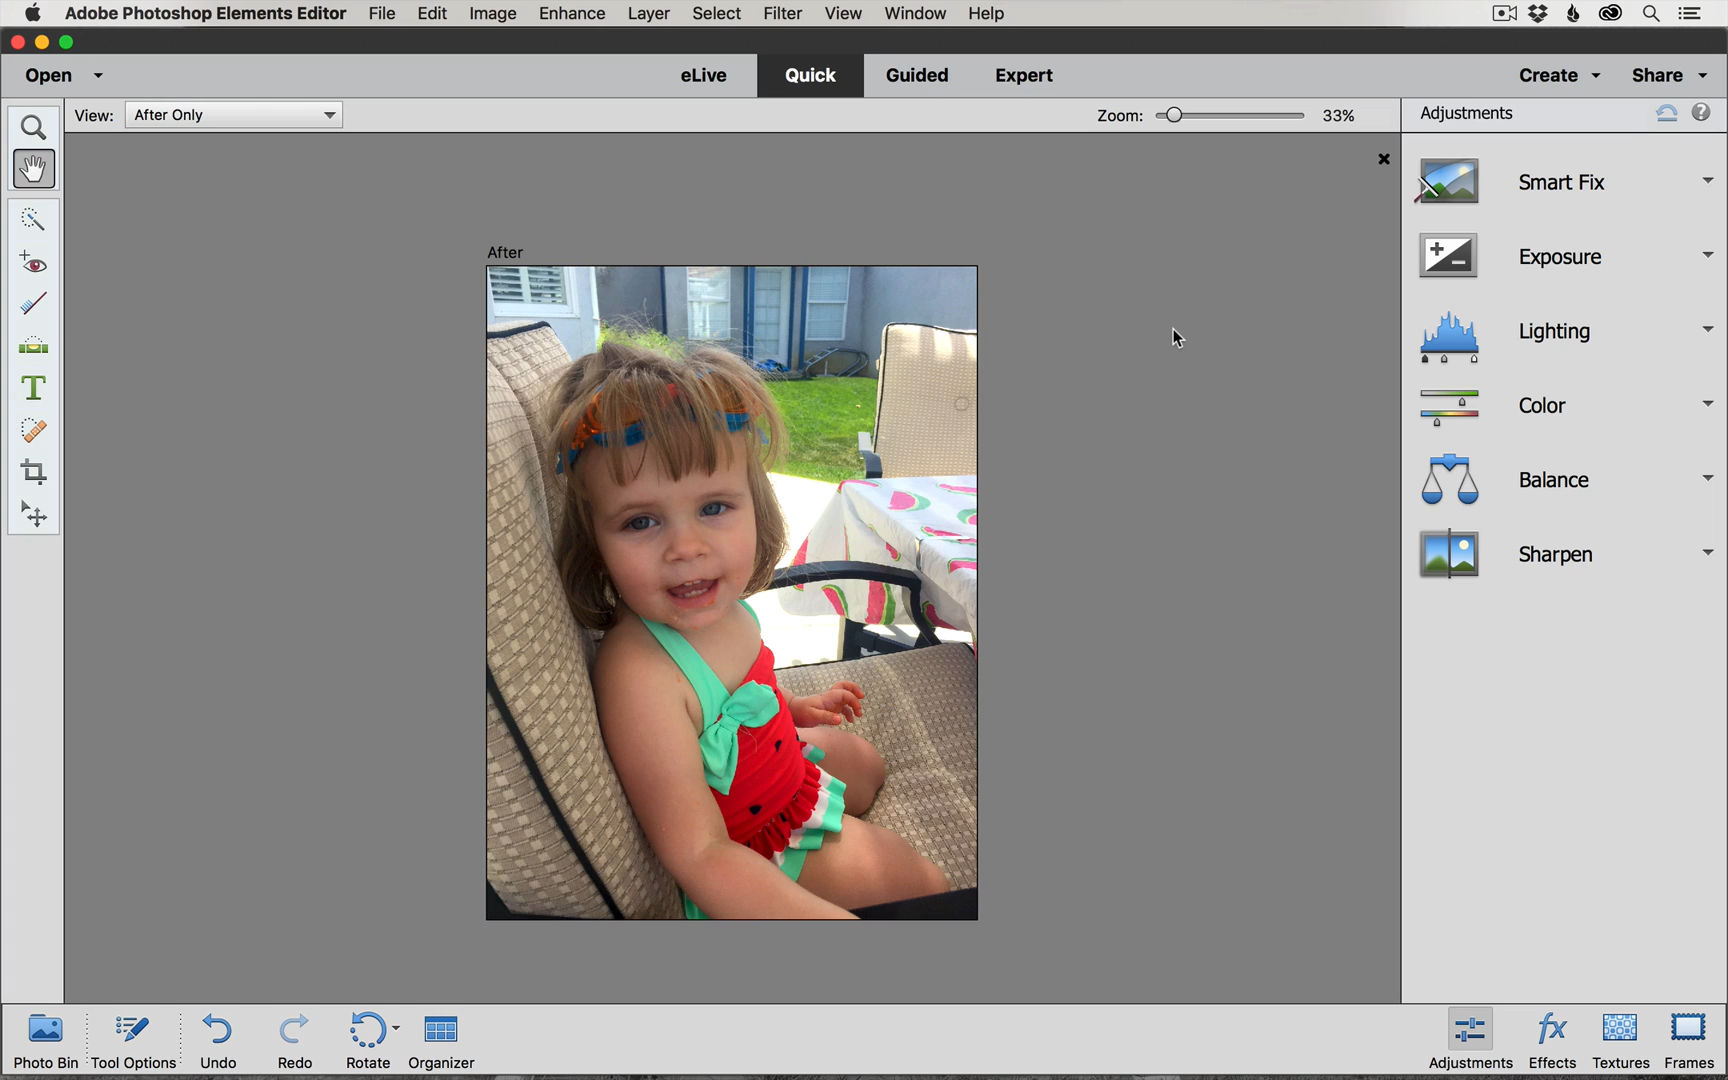 Adobe Photoshop Elements Editor File Edit Image Enhance Layer Select Filter View Window Help
Open eLive Quick Guided Expert Create Share
View: After Only Zoom: 33% Adjustments ?
After
Smart Fix
Exposure
Lighting
Color
Balance
Sharpen
T
Photo Bin Tool Options Undo Redo Rotate Organizer fx Adjustments Effects Textures Frames